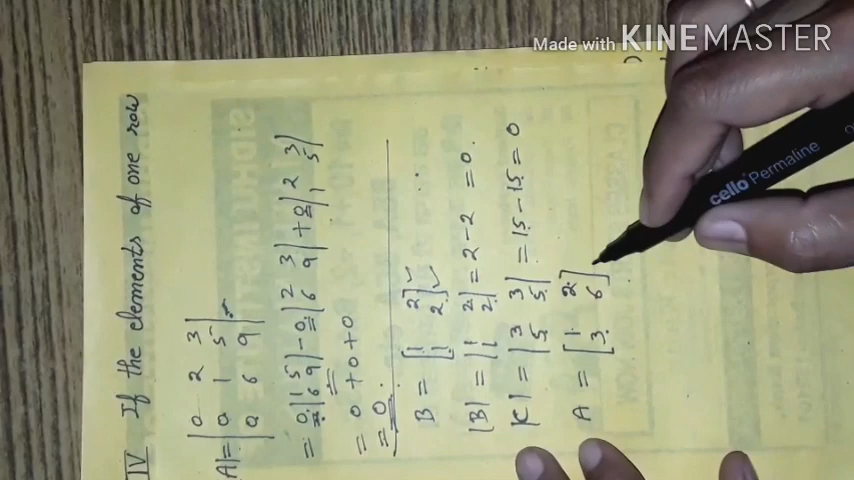 Made with KINEMASTER
IV If the elements of one row
|A| = | 0 2 3 |
| 0 1 5 |
| 0 6 9 |
= 0 | 1 5 | - 0 | 2 3 | + 0 | 2 3 |
| 6 9 | | 6 9 | | 1 5 |
= 0 + 0 + 0
= 0
B = [ 1 2 ]
[ 1 2 ]
|B| = | 1 2 | = 2 - 2 = 0
| 1 2 |
|C| = | 3 3 | = 15 - 15 = 0
| 5 5 |
A = [ 1 2 ]
[ 3 6 ]
cello Permaline